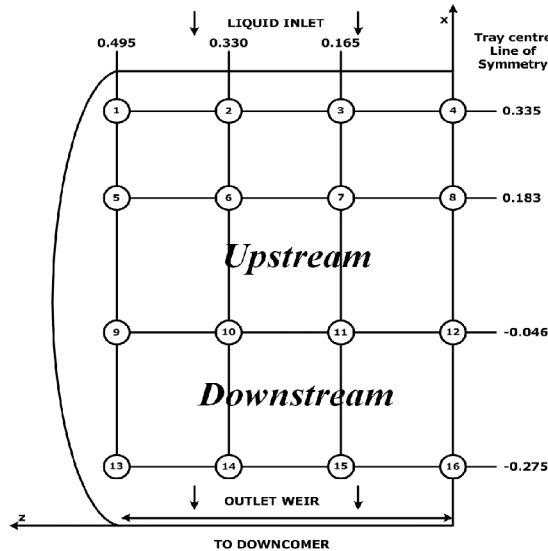 LIQUID INLET
x
Tray centre
Line of
Symmetry
0.495 0.330 0.165
1 2 3 4 0.335
5 6 7 8 0.183
Upstream
9 10 11 12 -0.046
Downstream
13 14 15 16 -0.275
OUTLET WEIR
z
TO DOWNCOMER